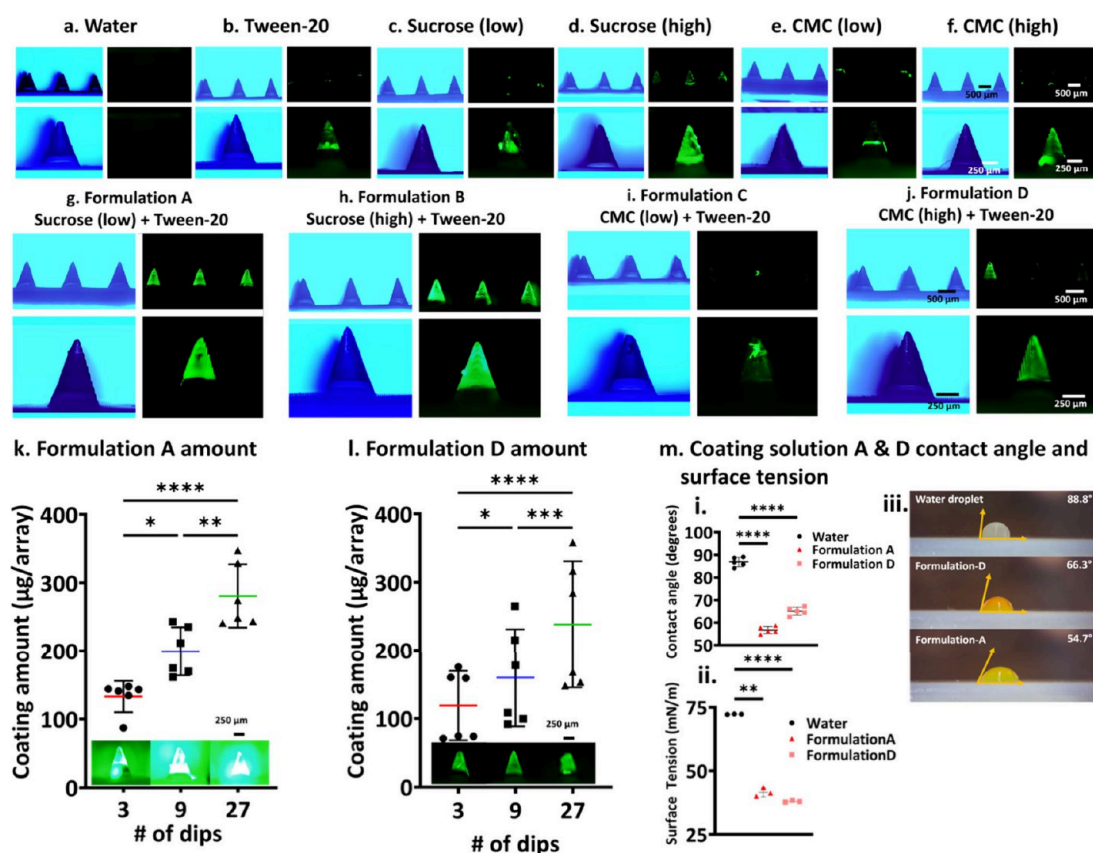 a. Water
b. Tween-20
c. Sucrose (low)
d. Sucrose (high)
e. CMC (low)
f. CMC (high)
500 µm
500 µm
250 µm
250 µm
g. Formulation A
Sucrose (low) + Tween-20
h. Formulation B
Sucrose (high) + Tween-20
i. Formulation C
CMC (low) + Tween-20
j. Formulation D
CMC (high) + Tween-20
500 µm
500 µm
250 µm
250 µm
k. Formulation A amount
****
*
**
Coating amount (µg/array)
400
300
200
100
0
250 µm
3
9
27
# of dips
l. Formulation D amount
****
*
***
Coating amount (µg/array)
400
300
200
100
0
250 µm
3
9
27
# of dips
m. Coating solution A & D contact angle and
surface tension
i.
****
****
Contact angle (degrees)
100
90
80
70
60
50
Water
Formulation A
Formulation D
ii.
****
**
Surface Tension (mN/m)
75
50
25
Water
FormulationA
FormulationD
iii.
Water droplet
88.8°
Formulation-D
66.3°
Formulation-A
54.7°